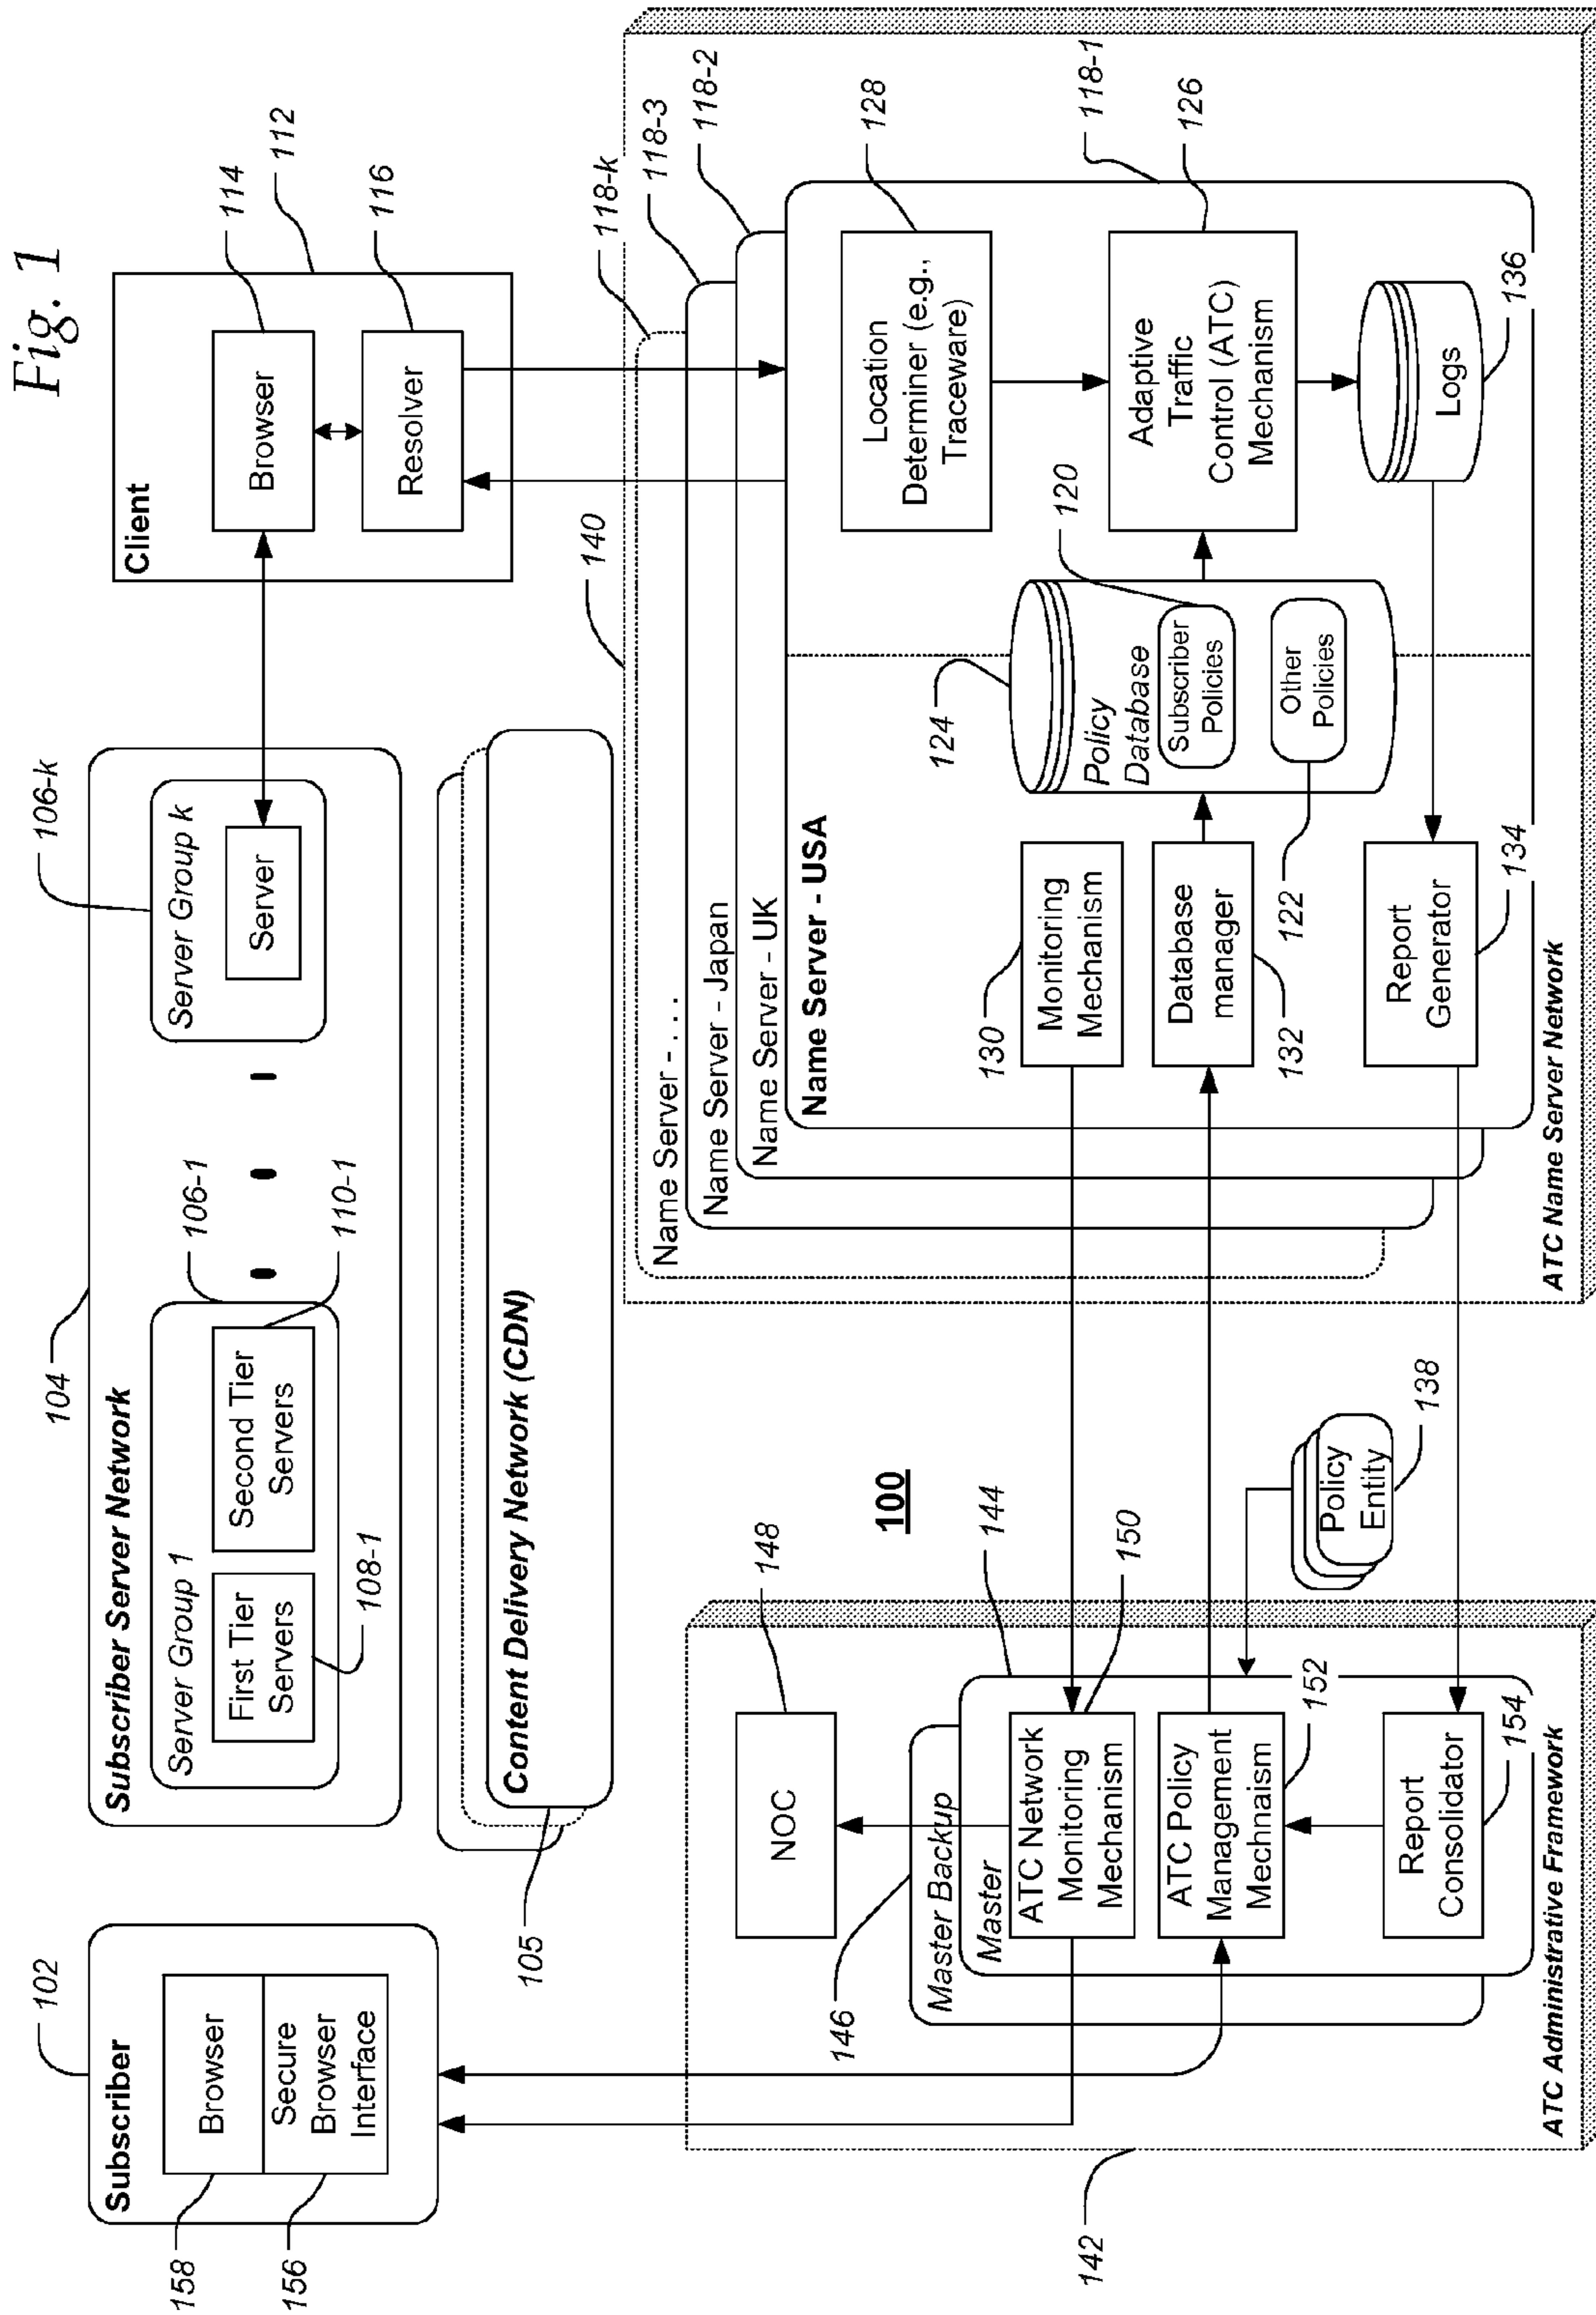 Fig. 1
102
Subscriber
Browser
Secure
Browser
Interface
158
156
104
Subscriber Server Network
Server Group 1
First Tier
Servers
Second Tier
Servers
108-1
106-1
110-1
106-k
Server Group k
Server
Client
Browser
Resolver
114
112
116
Content Delivery Network (CDN)
105
100
142
146
148
NOC
Master Backup
Master
144
ATC Network
Monitoring
Mechanism
150
ATC Policy
Management
Mechnaism
152
Report
Consolidator
154
ATC Administrative Framework
Policy
Entity
138
140
118-k
118-3
118-2
118-1
Name Server - . . .
Name Server - Japan
Name Server - UK
Name Server - USA
130
Monitoring
Mechanism
Database
manager
132
124
Policy
Database
Subscriber
Policies
120
Other
Policies
122
Location
Determiner (e.g.,
Traceware)
128
Adaptive
Traffic
Control (ATC)
Mechanism
126
Report
Generator
134
Logs
136
ATC Name Server Network